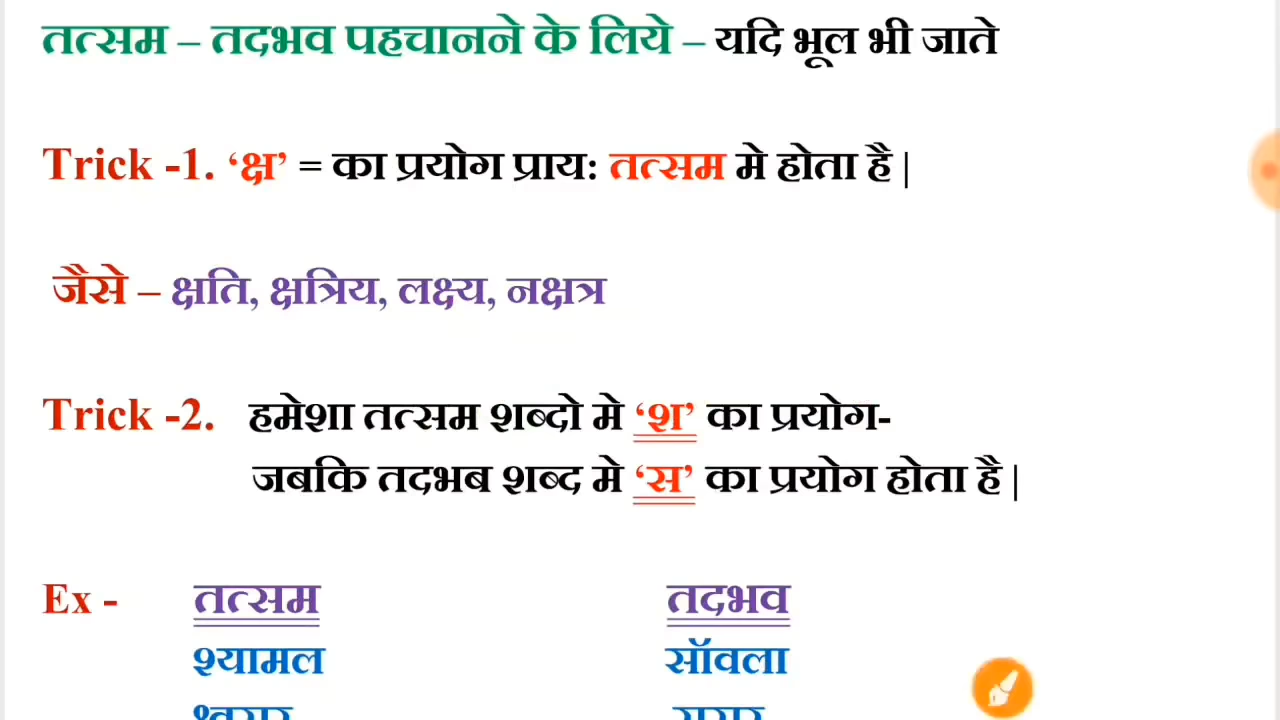 तत्सम – तदभव पहचानने के लिये – यदि भूल भी जाते
Trick -1. ‘क्ष’ = का प्रयोग प्राय: तत्सम मे होता है |
जैसे – क्षति, क्षत्रिय, लक्ष्य, नक्षत्र
Trick -2. हमेशा तत्सम शब्दो मे ‘श’ का प्रयोग-
जबकि तदभब शब्द मे ‘स’ का प्रयोग होता है |
Ex - तत्सम तदभव
श्यामल सॉवला